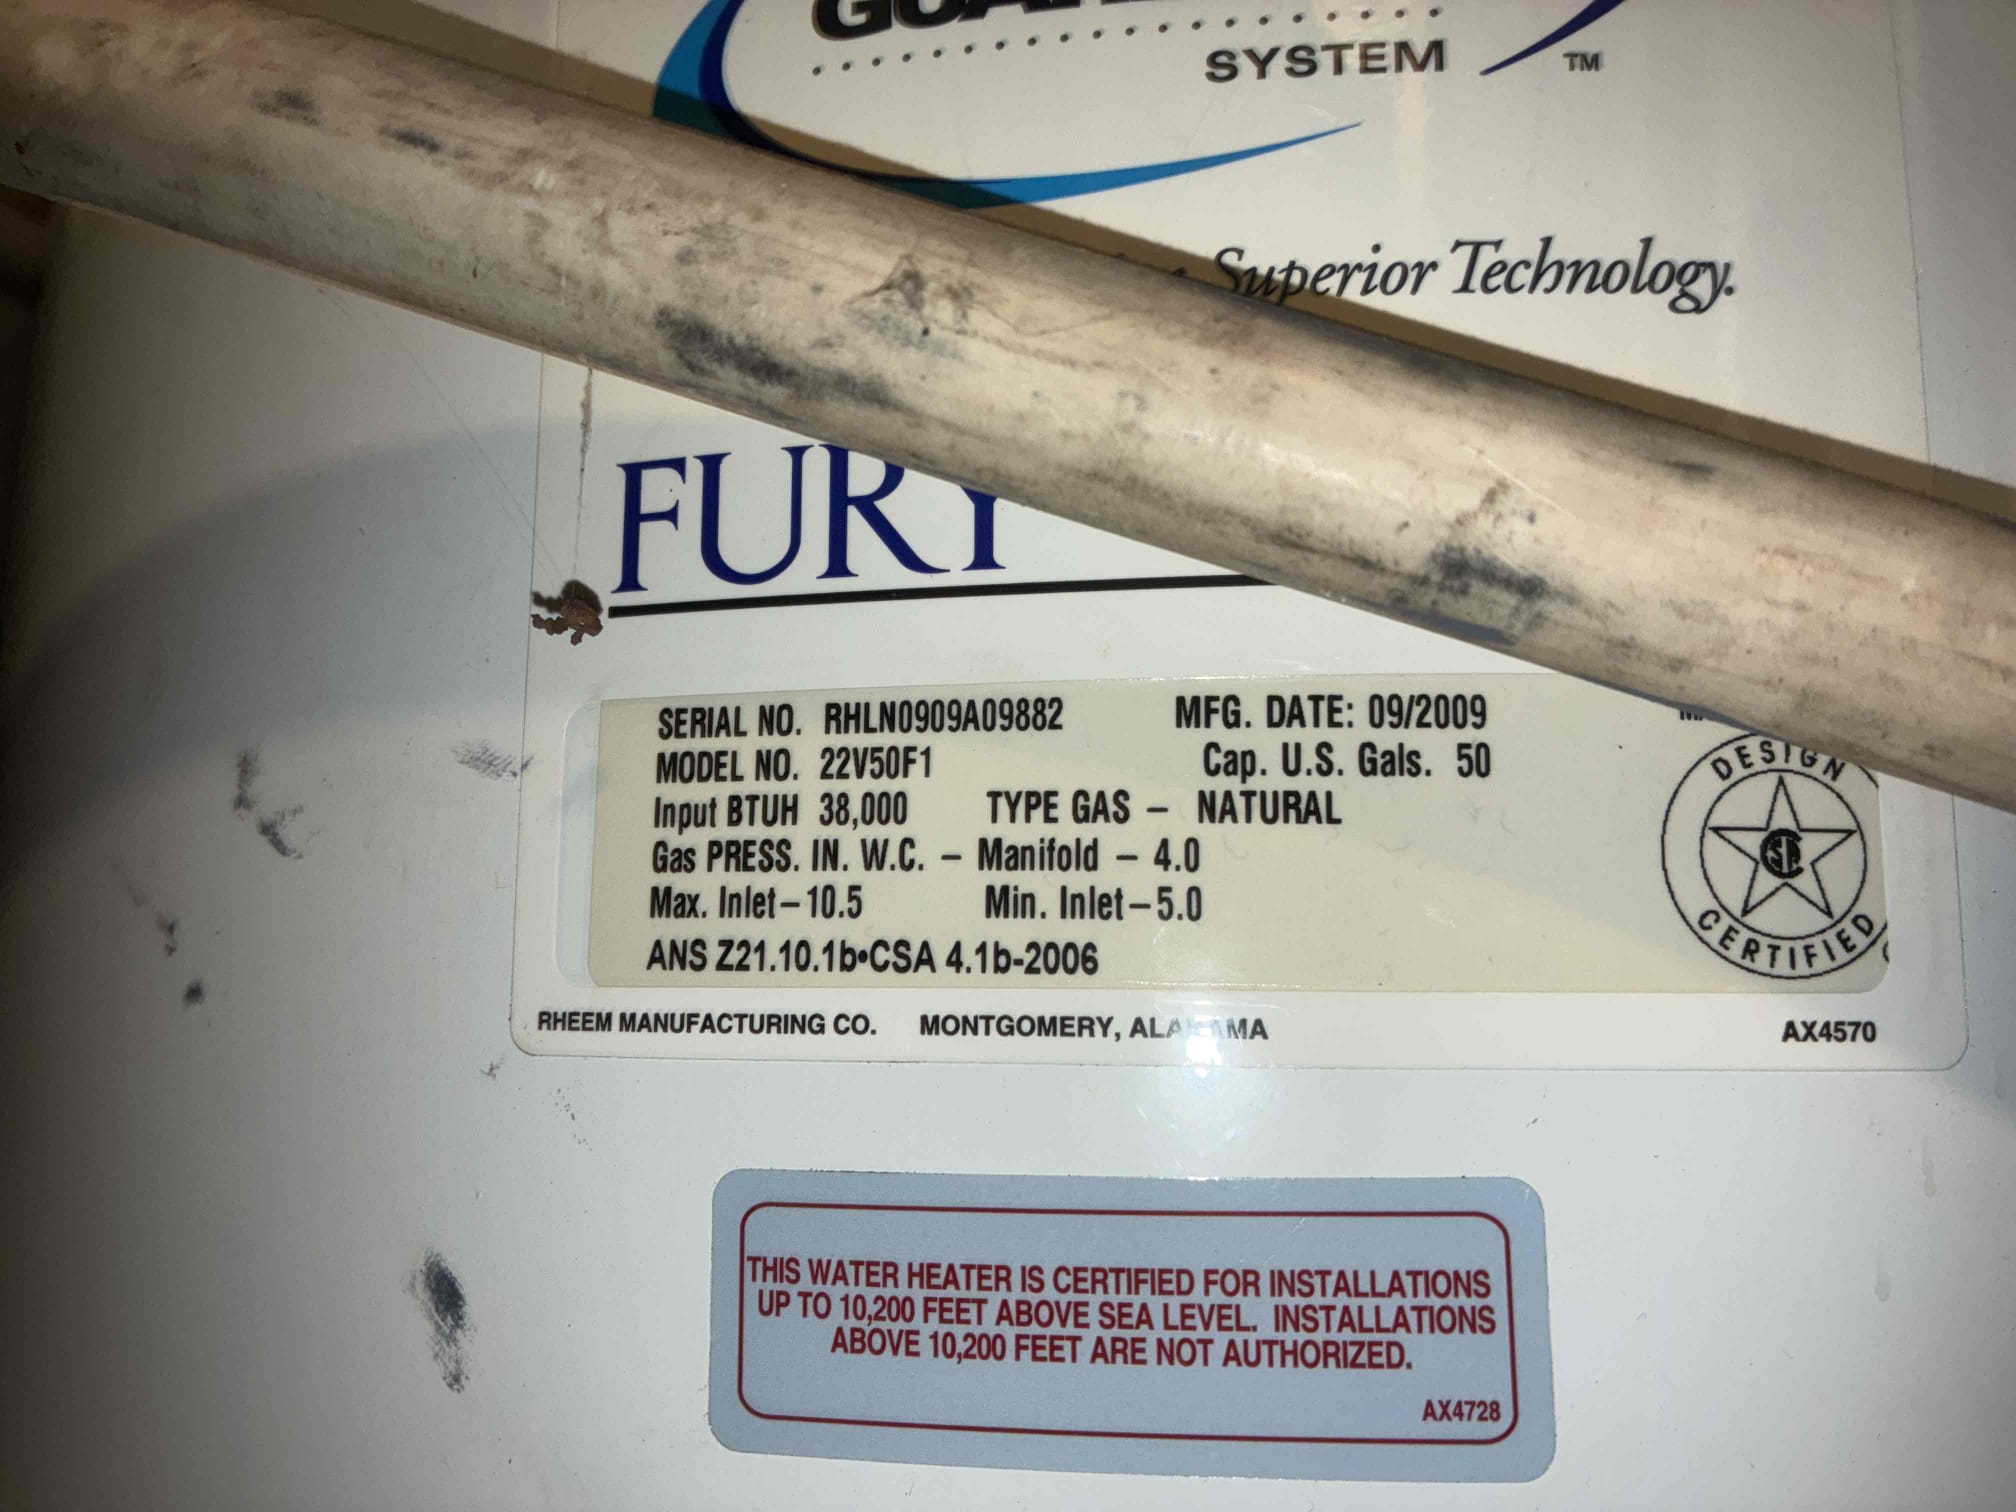 SYSTEM TM
Superior Technology.
FURY
SERIAL NO. RHLN0909A09882 MFG. DATE: 09/2009
MODEL NO. 22V50F1 Cap. U.S. Gals. 50
Input BTUH 38,000 TYPE GAS – NATURAL
Gas PRESS. IN. W.C. – Manifold – 4.0
Max. Inlet – 10.5 Min. Inlet – 5.0
ANS Z21.10.1b•CSA 4.1b-2006
DESIGN
CSA
CERTIFIED
RHEEM MANUFACTURING CO. MONTGOMERY, ALABAMA AX4570
THIS WATER HEATER IS CERTIFIED FOR INSTALLATIONS
UP TO 10,200 FEET ABOVE SEA LEVEL. INSTALLATIONS
ABOVE 10,200 FEET ARE NOT AUTHORIZED.
AX4728